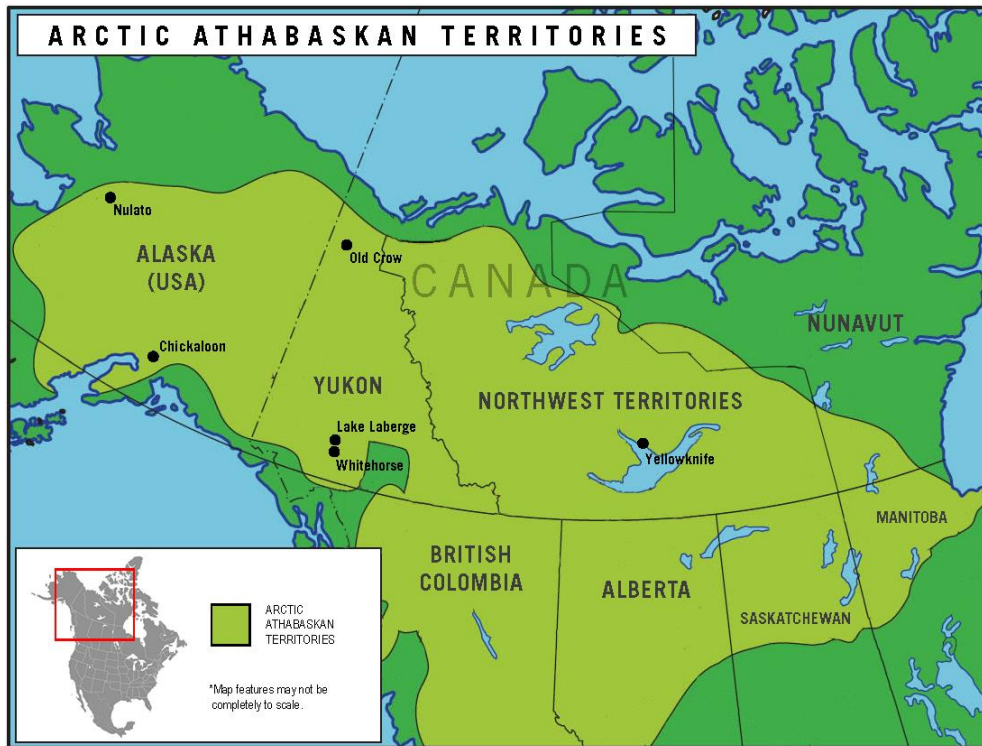 ARCTIC ATHABASKAN TERRITORIES
Nulato
ALASKA
(USA)
Old Crow
CANADA
NUNAVUT
Chickaloon
YUKON
NORTHWEST TERRITORIES
Lake Laberge
Whitehorse
Yellowknife
MANITOBA
BRITISH
COLOMBIA
ALBERTA
SASKATCHEWAN
ARCTIC
ATHABASKAN
TERRITORIES
*Map features may not be
completely to scale.